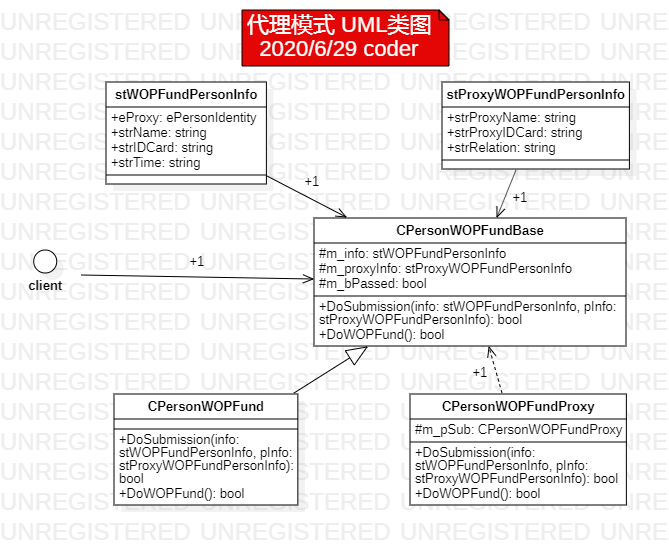 代理模式 UML类图
2020/6/29 coder
stWOPFundPersonInfo
+eProxy: ePersonIdentity
+strName: string
+strIDCard: string
+strTime: string
stProxyWOPFundPersonInfo
+strProxyName: string
+strProxyIDCard: string
+strRelation: string
+1
+1
CPersonWOPFundBase
#m_info: stWOPFundPersonInfo
#m_proxyInfo: stProxyWOPFundPersonInfo
#m_bPassed: bool
+DoSubmission(info: stWOPFundPersonInfo, pInfo:
stProxyWOPFundPersonInfo): bool
+DoWOPFund(): bool
+1
client
+1
CPersonWOPFund
+DoSubmission(info:
stWOPFundPersonInfo, pInfo:
stProxyWOPFundPersonInfo):
bool
+DoWOPFund(): bool
CPersonWOPFundProxy
#m_pSub: CPersonWOPFundProxy
+DoSubmission(info:
stWOPFundPersonInfo, pInfo:
stProxyWOPFundPersonInfo): bool
+DoWOPFund(): bool
UNREGISTERED UNREGISTERED UNREGISTERED UNRE